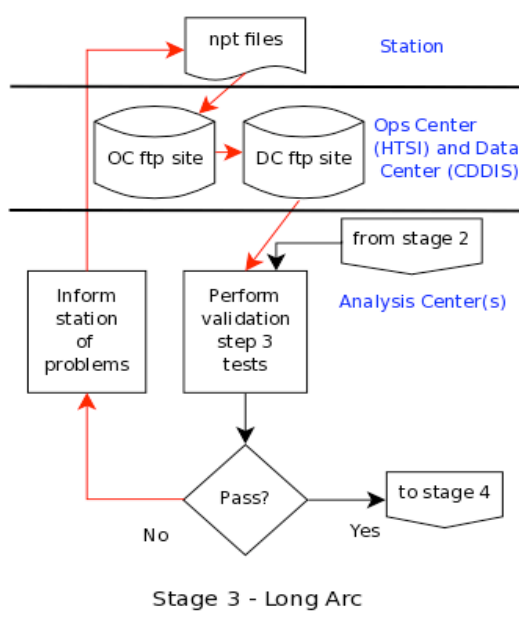 npt files
Station
OC ftp site
DC ftp site
Ops Center
(HTSI) and Data
Center (CDDIS)
from stage 2
Analysis Center(s)
Inform
station
of
problems
Perform
validation
step 3
tests
Pass?
to stage 4
No
Yes
Stage 3 - Long Arc